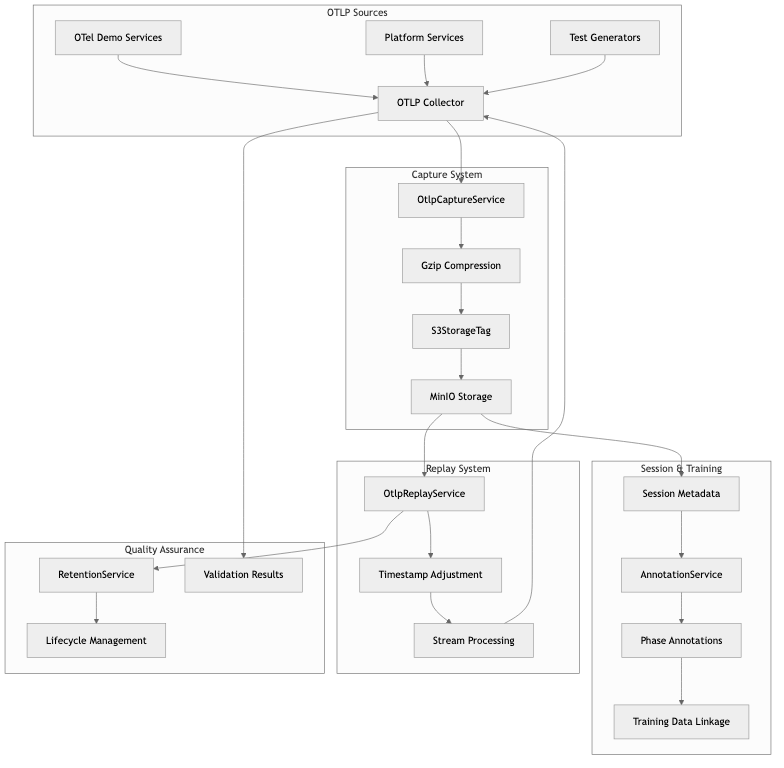 OTLP Sources
OTel Demo Services
Platform Services
Test Generators
OTLP Collector
Capture System
OtlpCaptureService
Gzip Compression
S3StorageTag
MinIO Storage
Replay System
OtlpReplayService
Timestamp Adjustment
Stream Processing
Session & Training
Session Metadata
AnnotationService
Phase Annotations
Training Data Linkage
Quality Assurance
RetentionService
Validation Results
Lifecycle Management